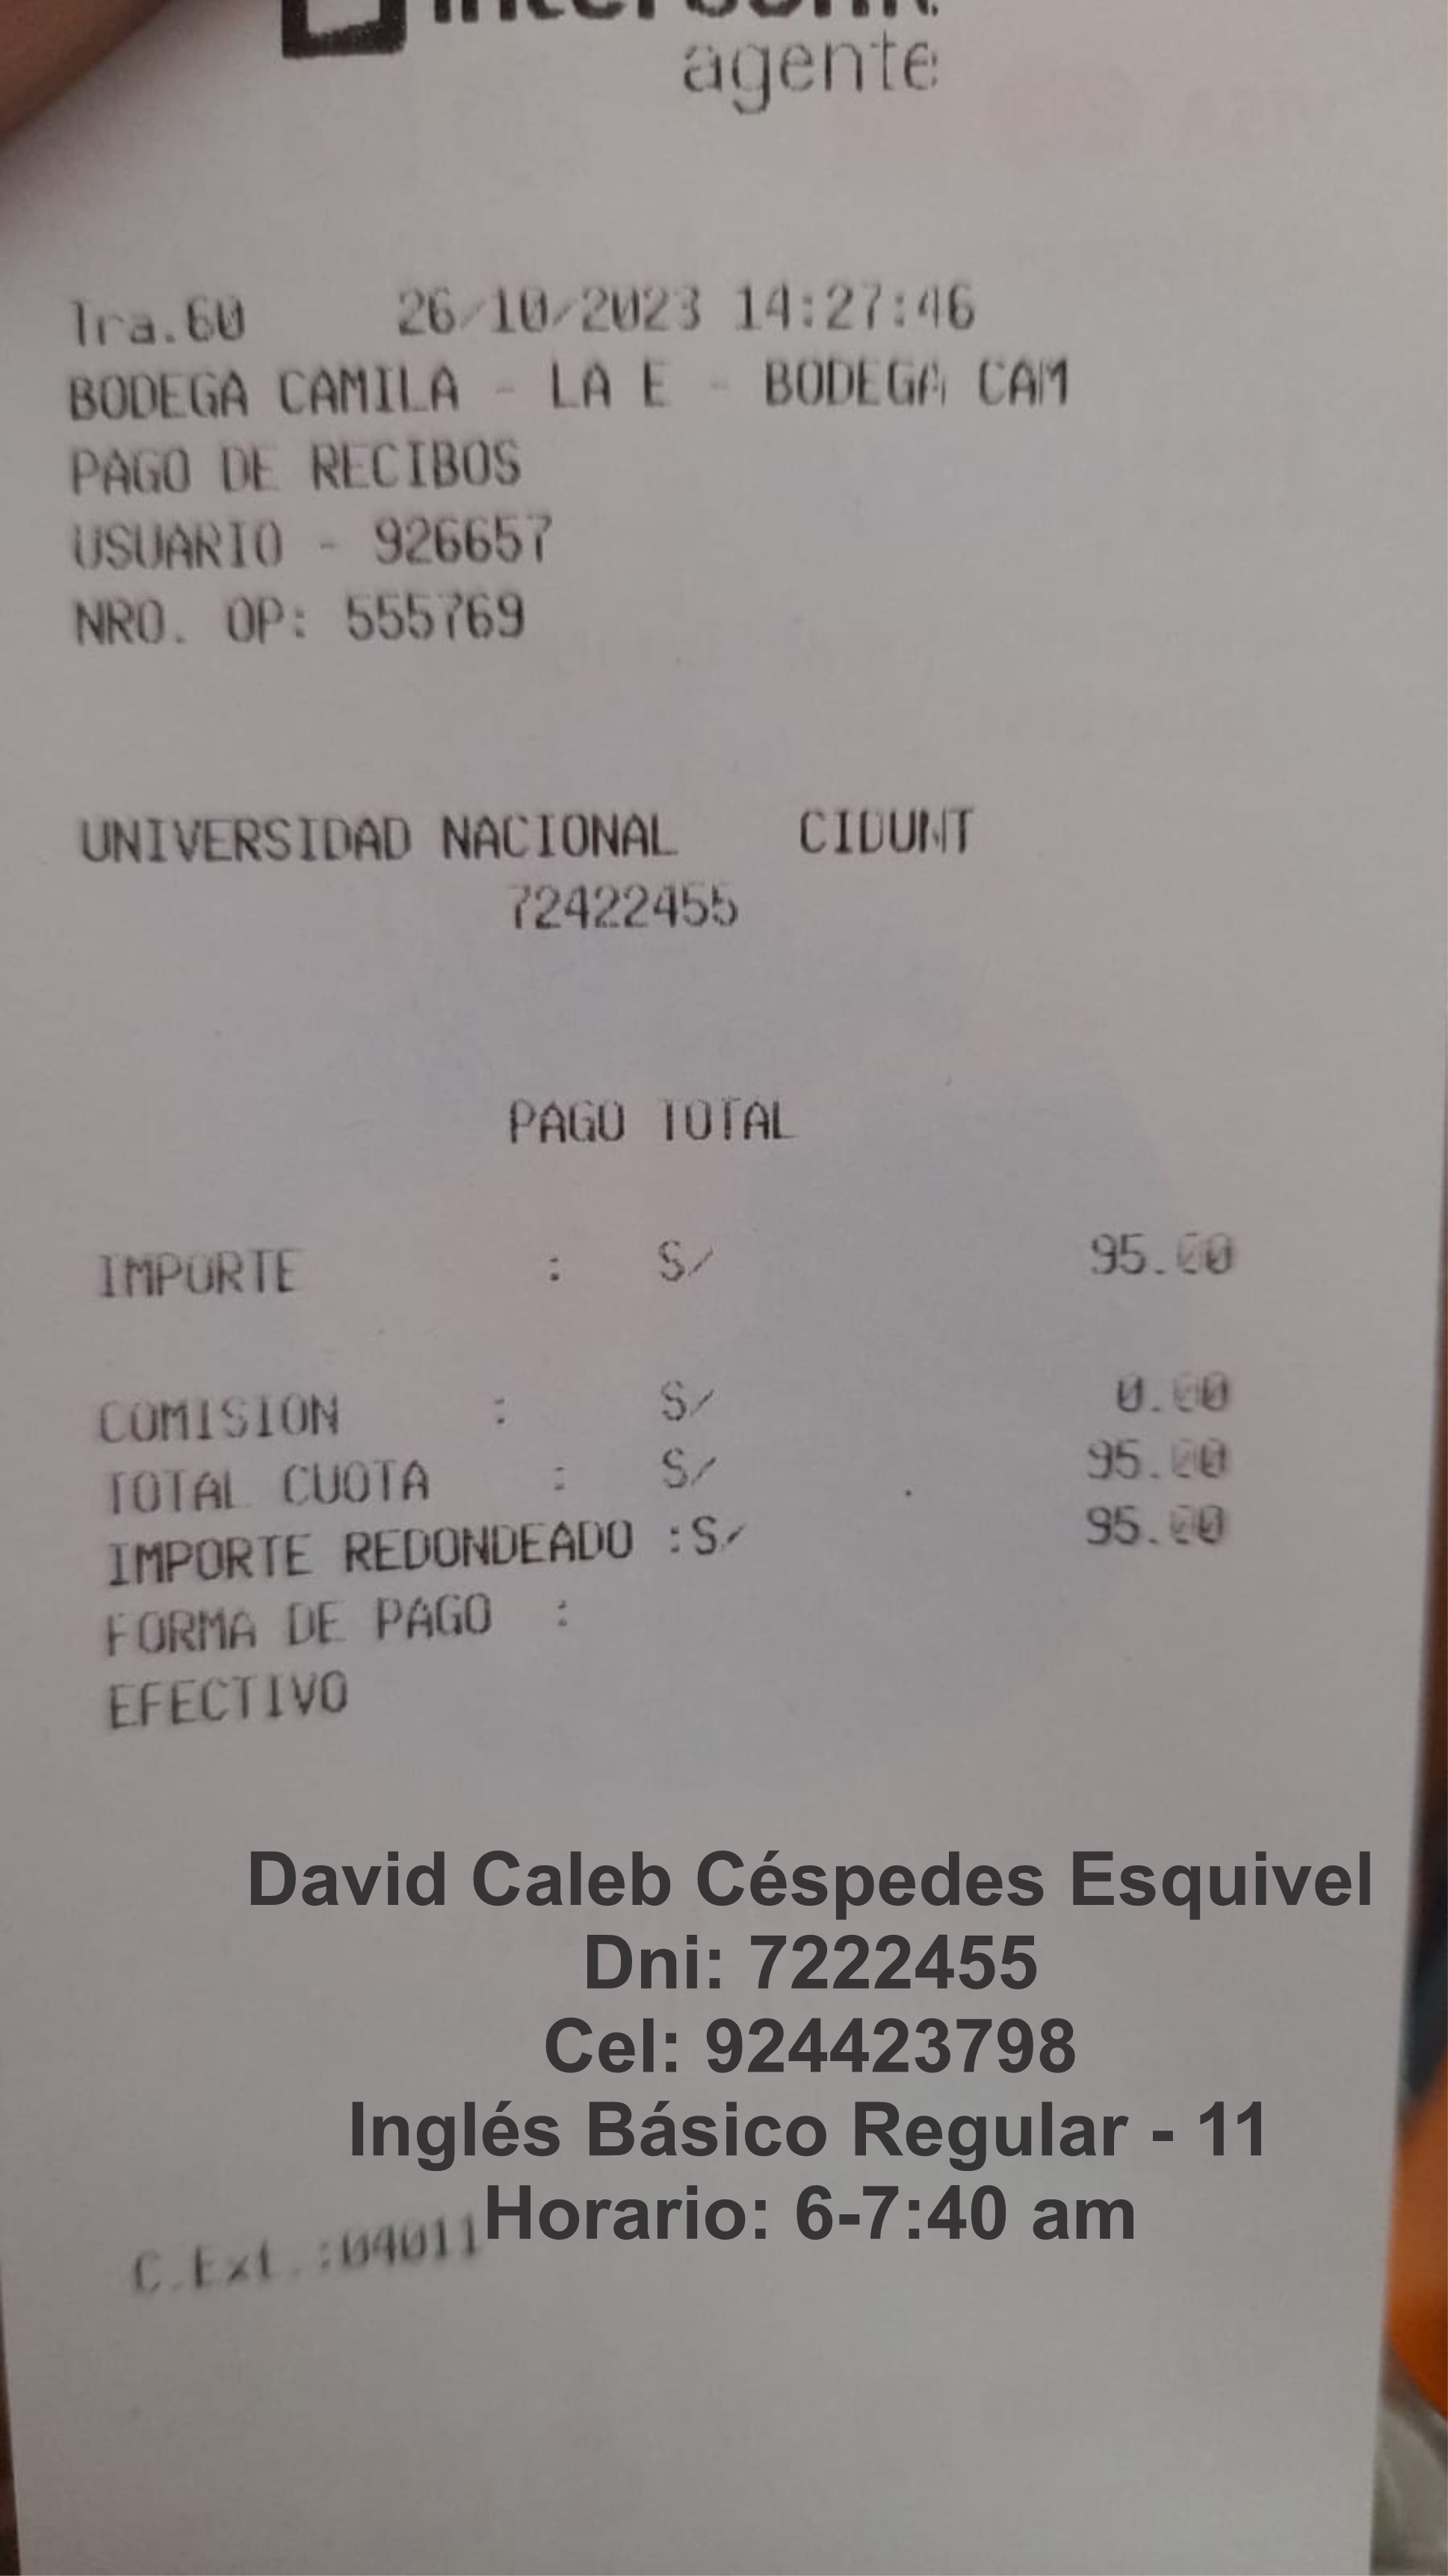 agente
Tra.60 26/10/2023 14:27:46
BODEGA CAMILA - LA E - BODEGA CAM
PAGO DE RECIBOS
USUARIO - 926657
NRO. OP: 555769
UNIVERSIDAD NACIONAL CIDUNT
72422455
PAGO TOTAL
IMPORTE : S/ 95.00
COMISION : S/ 0.00
TOTAL CUOTA : S/ 95.00
IMPORTE REDONDEADO :S/ 95.00
FORMA DE PAGO :
EFECTIVO
David Caleb Céspedes Esquivel
Dni: 7222455
Cel: 924423798
Inglés Básico Regular - 11
Horario: 6-7:40 am
C.Ext.:04011